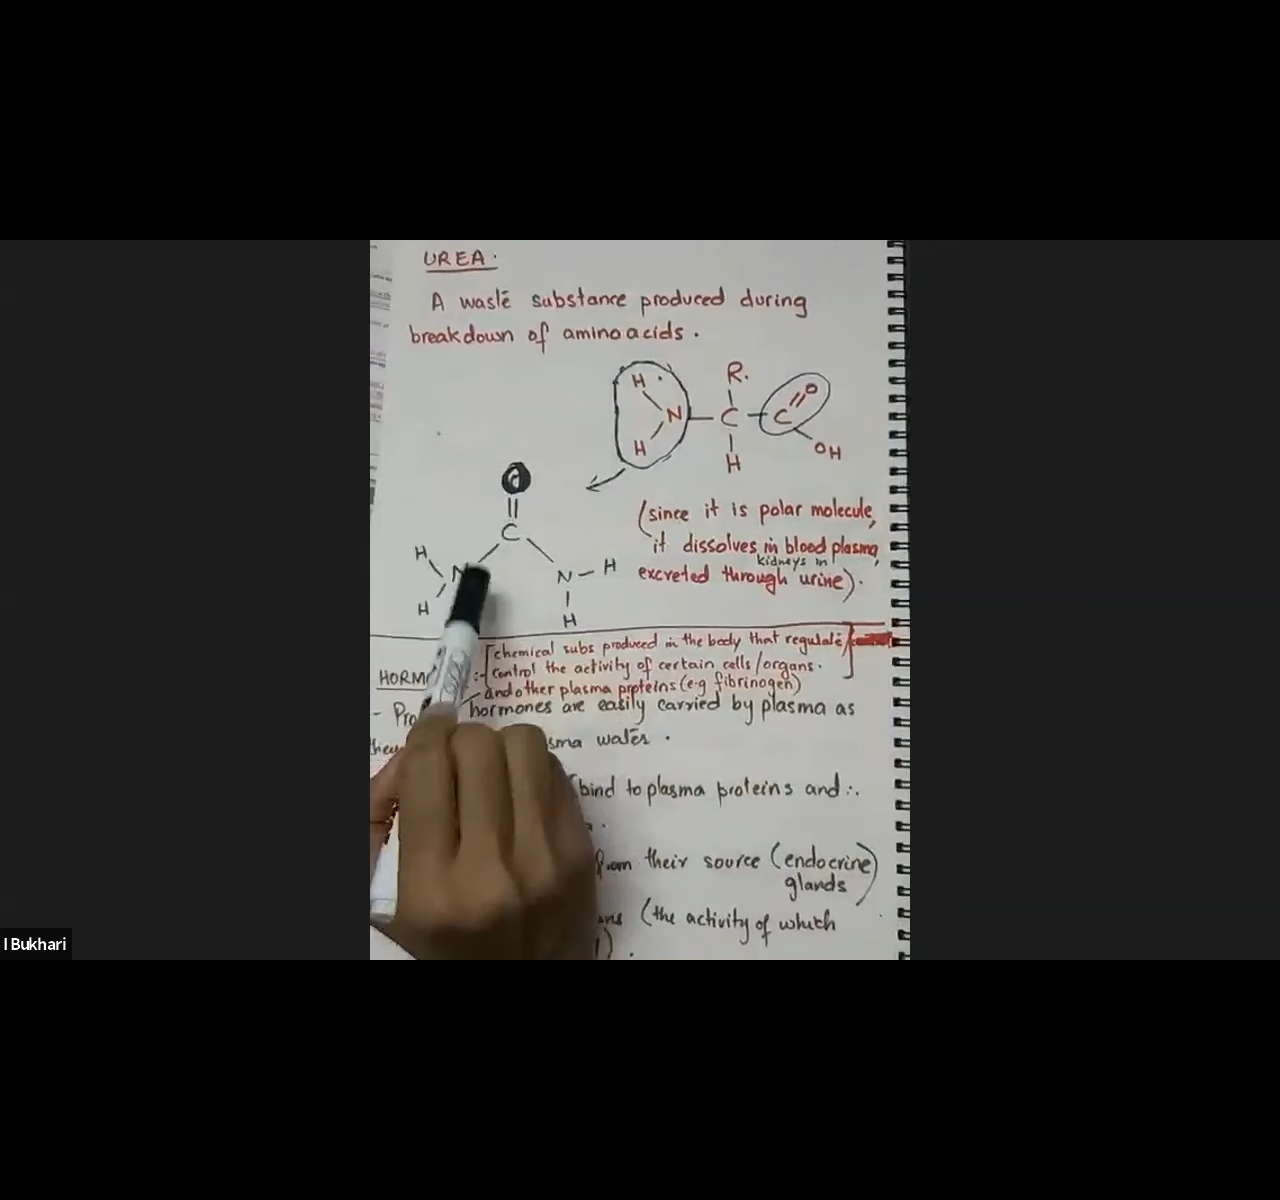 UREA.
A waste substance produced during
breakdown of aminoacids.
H R. O
N C C
H H OH
O
C
H N N H
H H
(since it is polar molecule,
it dissolves in blood plasma,
kidneys in
excreted through urine).
chemical subs produced in the body that regulate/
HORM :- control the activity of certain cells/organs.
and other plasma proteins (e.g fibrinogen)
- Pro hormones are easily carried by plasma as
water.
bind to plasma proteins and ∴
from their source (endocrine
glands)
(the activity of which
I Bukhari